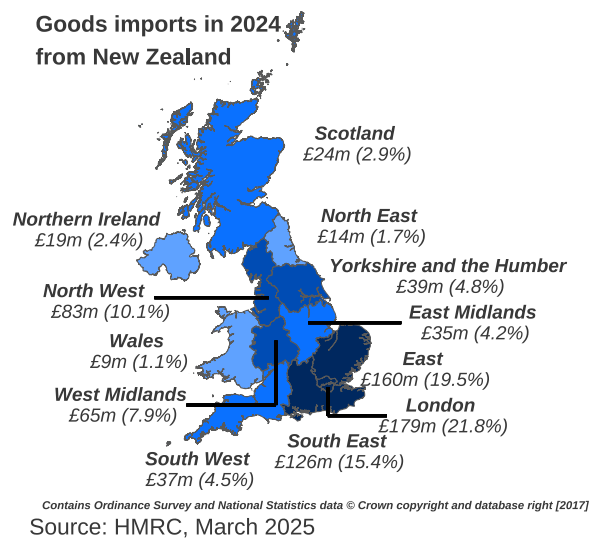 Goods imports in 2024
from New Zealand
Scotland
£24m (2.9%)
Northern Ireland
£19m (2.4%)
North East
£14m (1.7%)
Yorkshire and the Humber
£39m (4.8%)
North West
£83m (10.1%)
East Midlands
£35m (4.2%)
Wales
£9m (1.1%)
East
£160m (19.5%)
West Midlands
£65m (7.9%)
London
£179m (21.8%)
South East
£126m (15.4%)
South West
£37m (4.5%)
Contains Ordinance Survey and National Statistics data © Crown copyright and database right [2017]
Source: HMRC, March 2025